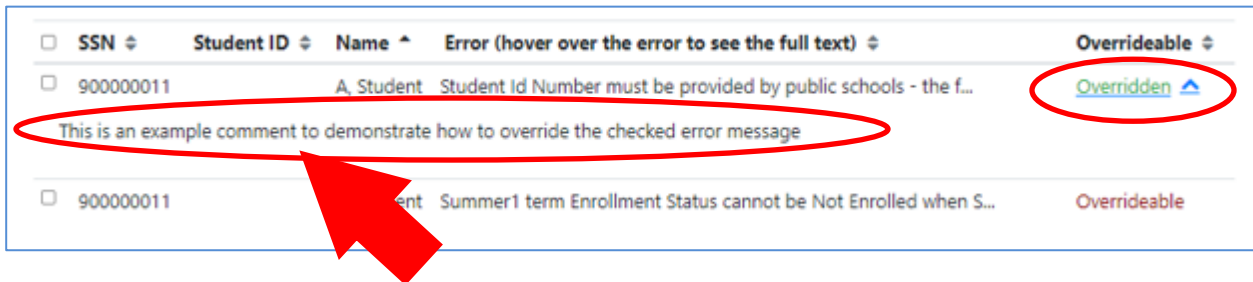 SSN Student ID Name Error (hover over the error to see the full text) Overrideable
900000011 A, Student Student Id Number must be provided by public schools - the f... Overridden
This is an example comment to demonstrate how to override the checked error message
900000011 ent Summer1 term Enrollment Status cannot be Not Enrolled when S... Overrideable